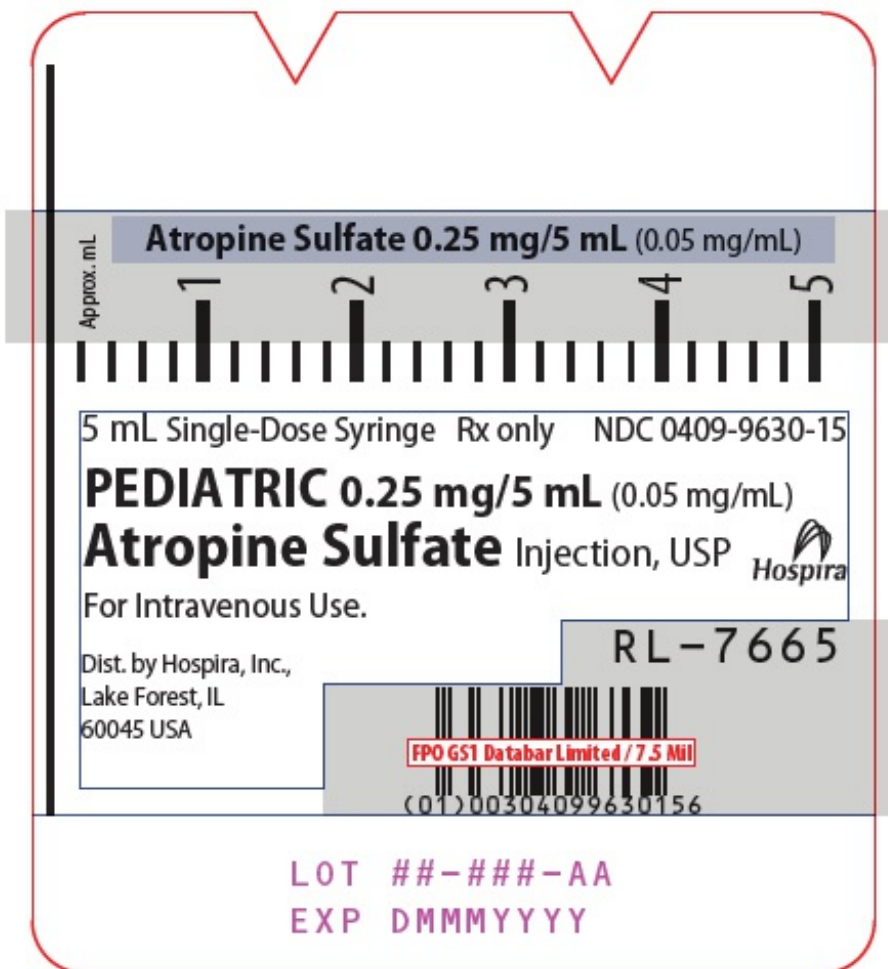 Atropine Sulfate 0.25 mg/5 mL (0.05 mg/mL)
Approx. mL
1 2 3 4 5
5 mL Single-Dose Syringe Rx only NDC 0409-9630-15
PEDIATRIC 0.25 mg/5 mL (0.05 mg/mL)
Atropine Sulfate Injection, USP
Hospira
For Intravenous Use.
RL-7665
Dist. by Hospira, Inc.,
Lake Forest, IL
60045 USA
FPO GS1 Databar Limited / 7.5 Mil
(01)00304099630156
LOT ##-###-AA
EXP DMMMYYYY